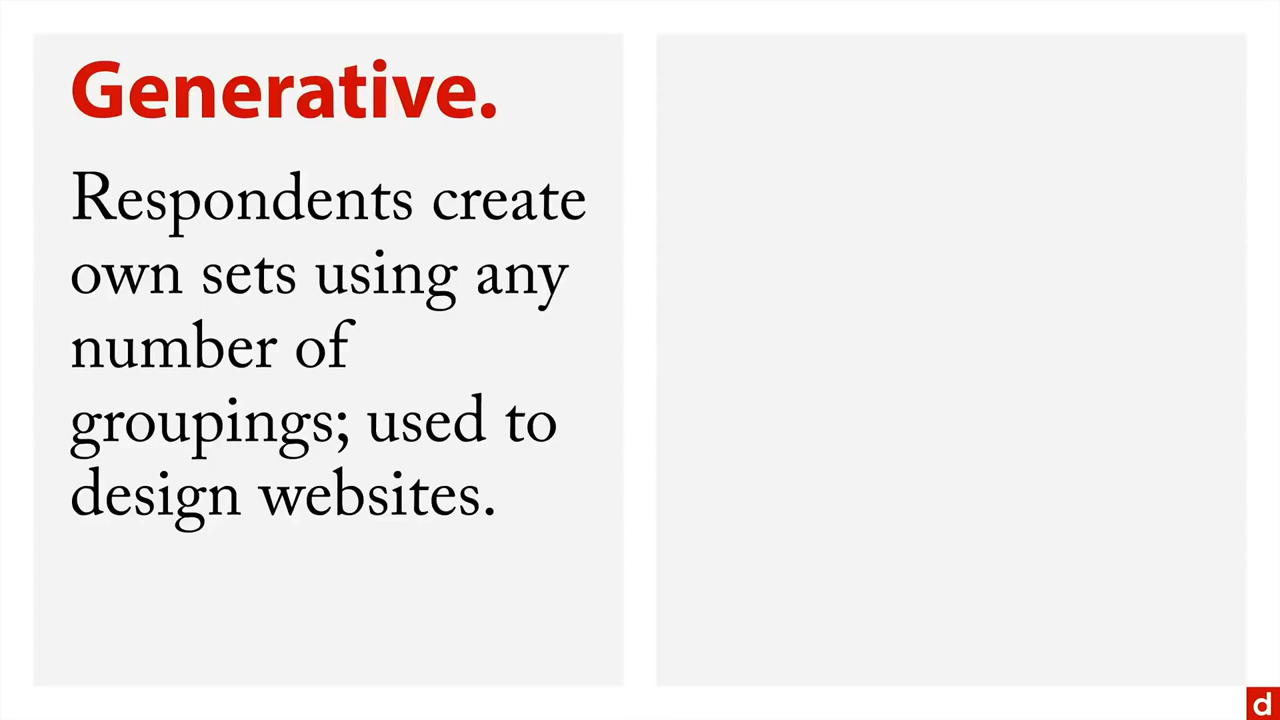 Generative.
Respondents create
own sets using any
number of
groupings; used to
design websites.
d